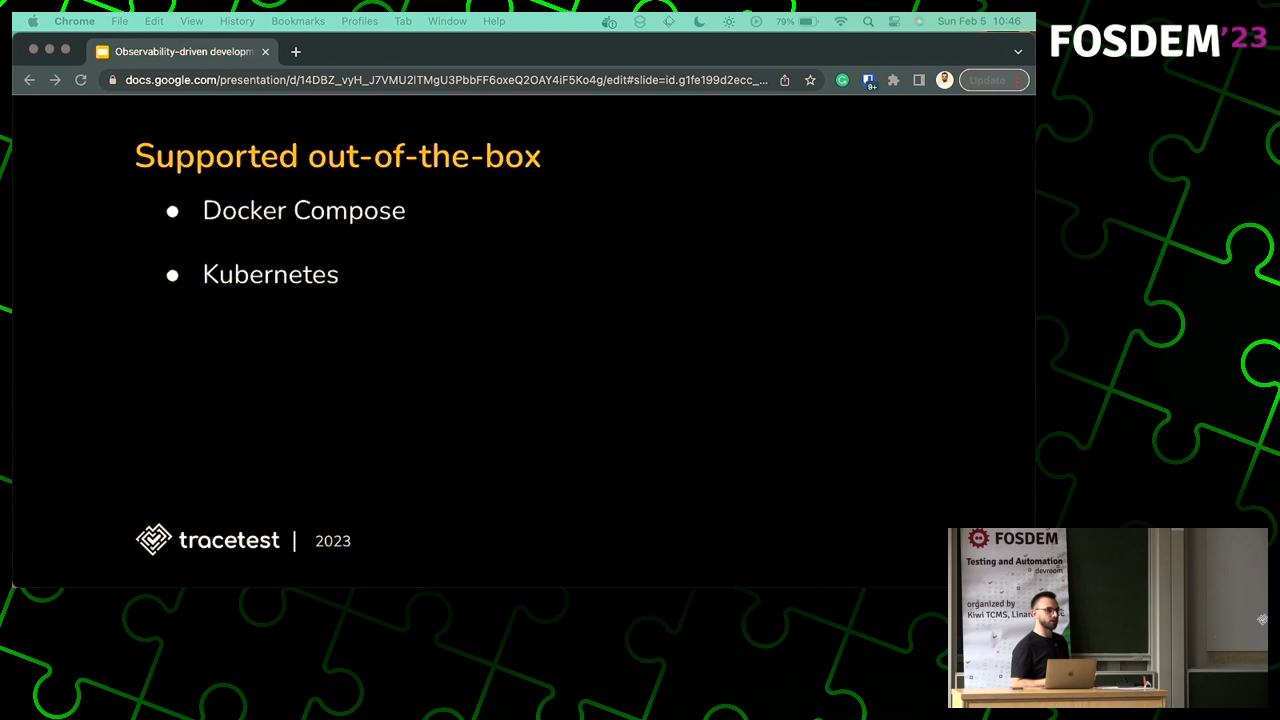 Chrome File Edit View History Bookmarks Profiles Tab Window Help 79% Sun Feb 5 10:46
FOSDEM'23
Observability-driven developm
docs.google.com/presentation/d/14DBZ_vyH_J7VMU2lTMgU3PbbFF6oxeQ2OAY4iF5Ko4g/edit#slide=id.g1fe199d2ecc_...
9+
Update
Supported out-of-the-box
● Docker Compose
● Kubernetes
tracetest | 2023
FOSDEM
Testing and Automation
devroom
organized by
Kiwi TCMS,